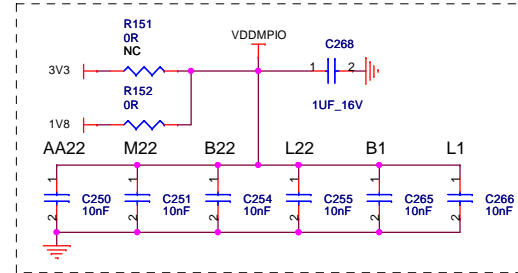 R151
0R
NC
VDDMPIO
C268
3V3
1
2
R152
0R
1UF_16V
1V8
AA22
M22
B22
L22
B1
L1
1
1
1
1
1
1
C250
C251
C254
C255
C265
C266
10nF
10nF
10nF
10nF
10nF
10nF
2
2
2
2
2
2